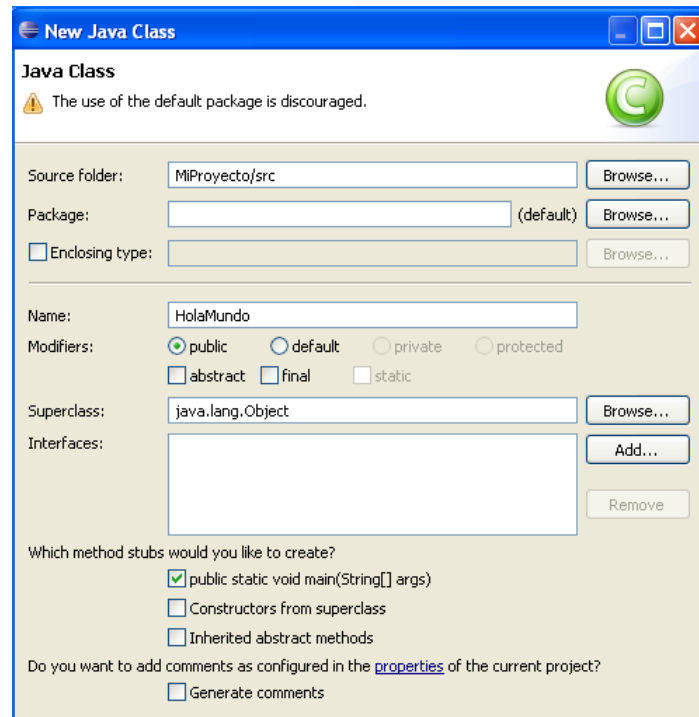 New Java Class
Java Class
The use of the default package is discouraged.
Source folder: MiProyecto/src Browse...
Package: (default) Browse...
Enclosing type: Browse...
Name: HolaMundo
Modifiers: public default private protected
abstract final static
Superclass: java.lang.Object Browse...
Interfaces: Add...
Remove
Which method stubs would you like to create?
public static void main(String[] args)
Constructors from superclass
Inherited abstract methods
Do you want to add comments as configured in the properties of the current project?
Generate comments